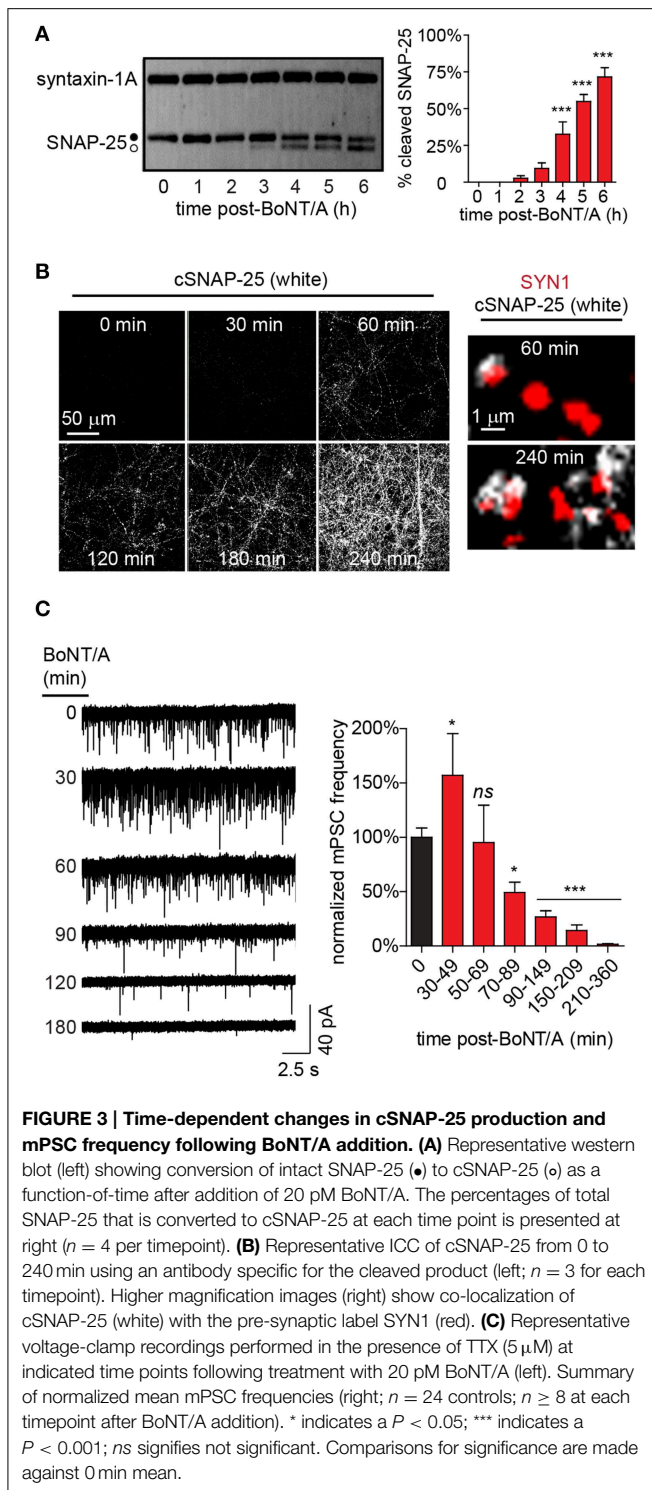 A
syntaxin-1A
SNAP-25
0 1 2 3 4 5 6
time post-BoNT/A (h)
% cleaved SNAP-25
100%
75%
50%
25%
0
*** *** ***
0 1 2 3 4 5 6
time post-BoNT/A (h)
B
cSNAP-25 (white)
0 min
30 min
60 min
50 µm
120 min
180 min
240 min
SYN1
cSNAP-25 (white)
60 min
1 µm
240 min
C
BoNT/A
(min)
0
30
60
90
120
180
40 pA
2.5 s
normalized mPSC frequency
200%
150%
100%
50%
0%
*
ns
*
***
0
30-49
50-69
70-89
90-149
150-209
210-360
time post-BoNT/A (min)
FIGURE 3 | Time-dependent changes in cSNAP-25 production and
mPSC frequency following BoNT/A addition. (A) Representative western
blot (left) showing conversion of intact SNAP-25 (●) to cSNAP-25 (○) as a
function-of-time after addition of 20 pM BoNT/A. The percentages of total
SNAP-25 that is converted to cSNAP-25 at each time point is presented at
right (n = 4 per timepoint). (B) Representative ICC of cSNAP-25 from 0 to
240 min using an antibody specific for the cleaved product (left; n = 3 for each
timepoint). Higher magnification images (right) show co-localization of
cSNAP-25 (white) with the pre-synaptic label SYN1 (red). (C) Representative
voltage-clamp recordings performed in the presence of TTX (5 µM) at
indicated time points following treatment with 20 pM BoNT/A (left). Summary
of normalized mean mPSC frequencies (right; n = 24 controls; n ≥ 8 at each
timepoint after BoNT/A addition). * indicates a P < 0.05; *** indicates a
P < 0.001; ns signifies not significant. Comparisons for significance are made
against 0 min mean.